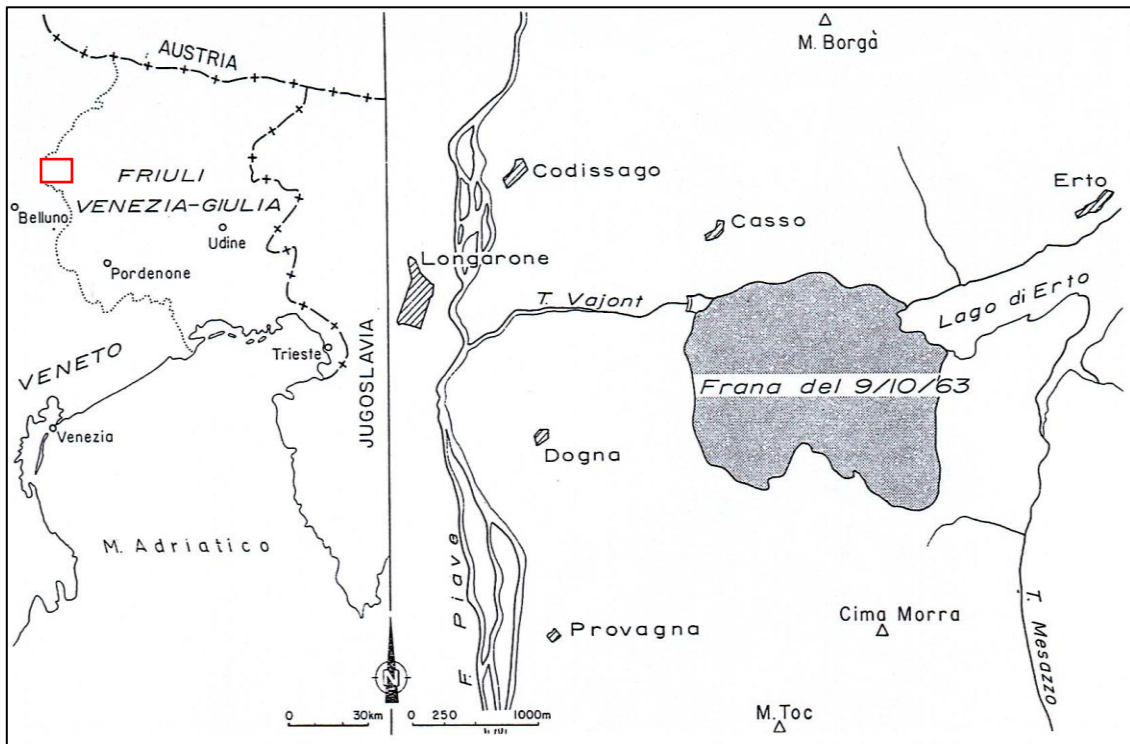 AUSTRIA
FRIULI
VENEZIA-GIULIA
Belluno
Udine
Pordenone
VENETO
Trieste
Venezia
JUGOSLAVIA
M. Adriatico
N
0 30km
M. Borgà
Codissago
Casso
Erto
Longarone
T. Vajont
Lago di Erto
Frana del 9/10/63
Dogna
F. Piave
Provagna
Cima Morra
T. Mesazzo
M. Toc
0 250 1000m